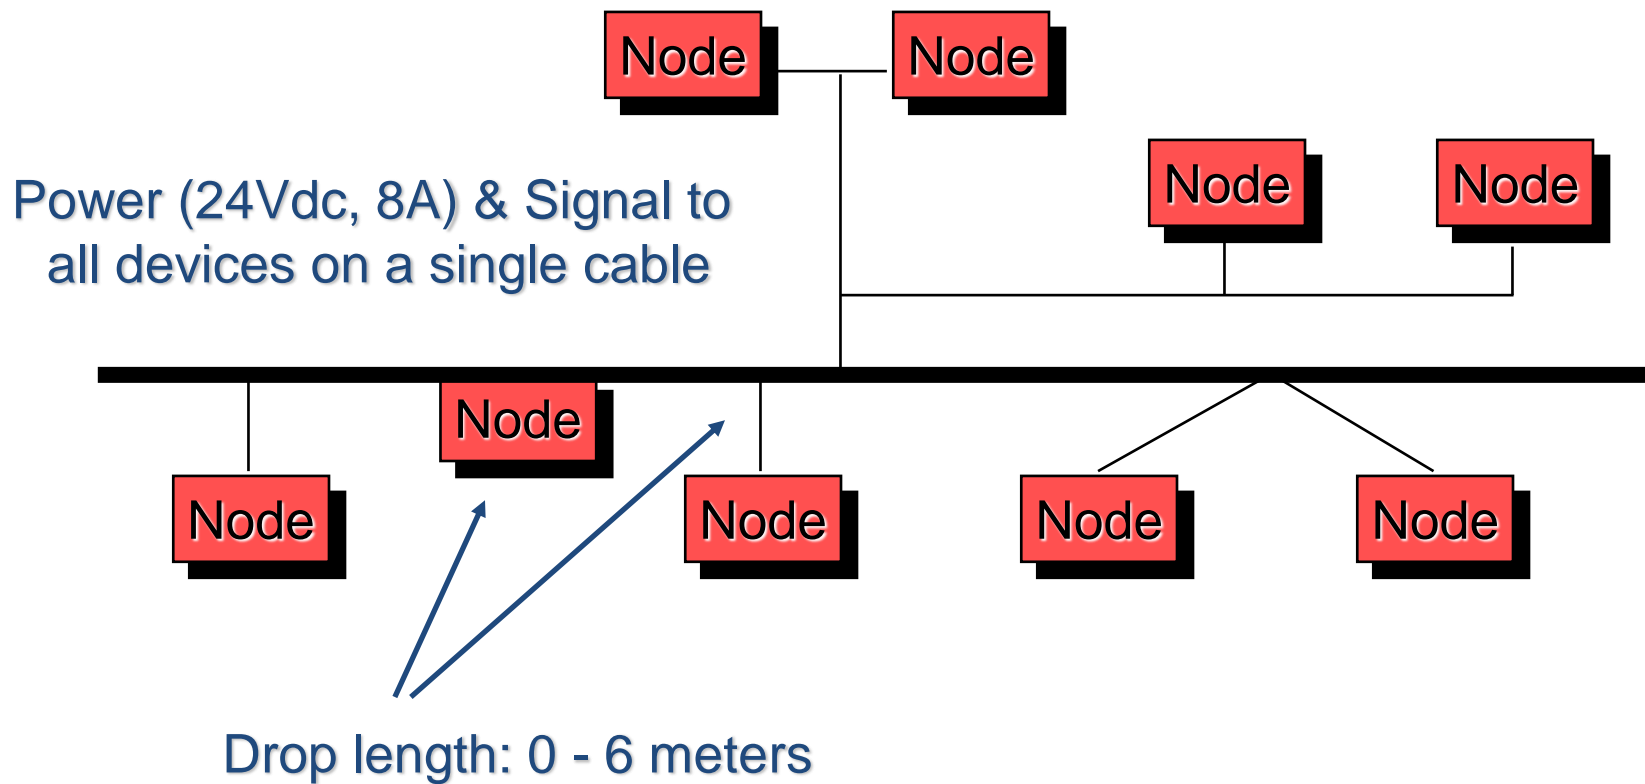 Node
Node
Node
Node
Power (24Vdc, 8A) & Signal to
all devices on a single cable
Node
Node
Node
Node
Node
Drop length: 0 - 6 meters